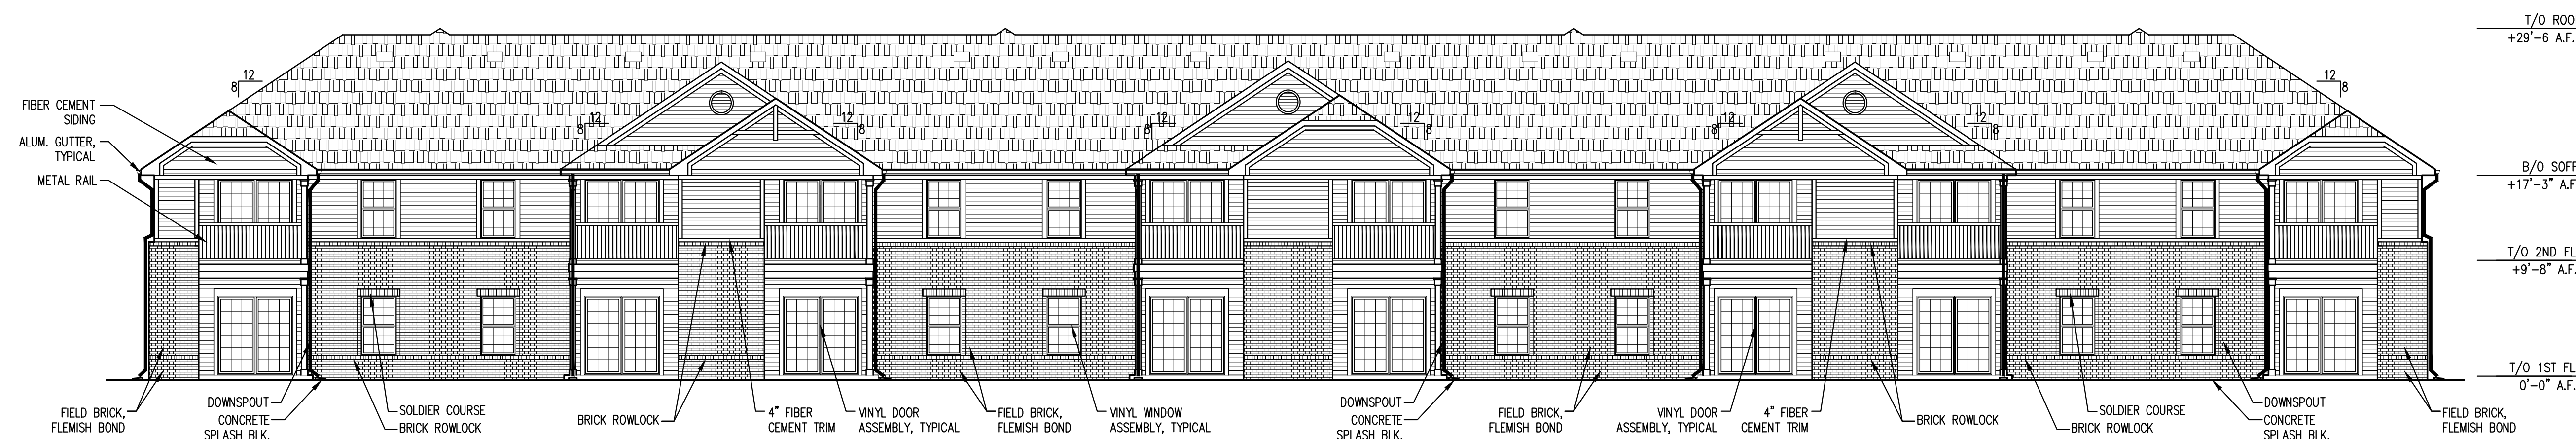 T/O ROO
+29'-6 A.F.
12
8
12
8
FIBER CEMENT
SIDING
ALUM. GUTTER,
TYPICAL
METAL RAIL
12
8
12
8
12
8
12
8
12
8
12
8
B/O SOFF
+17'-3" A.F
T/O 2ND FL
+9'-8" A.F.
T/O 1ST FL
0'-0" A.F.
FIELD BRICK,
FLEMISH BOND
DOWNSPOUT
CONCRETE
SPLASH BLK.
SOLDIER COURSE
BRICK ROWLOCK
BRICK ROWLOCK
4" FIBER
CEMENT TRIM
VINYL DOOR
ASSEMBLY, TYPICAL
FIELD BRICK,
FLEMISH BOND
VINYL WINDOW
ASSEMBLY, TYPICAL
DOWNSPOUT
CONCRETE
SPLASH BLK.
FIELD BRICK,
FLEMISH BOND
VINYL DOOR
ASSEMBLY, TYPICAL
4" FIBER
CEMENT TRIM
BRICK ROWLOCK
SOLDIER COURSE
BRICK ROWLOCK
DOWNSPOUT
CONCRETE
SPLASH BLK.
FIELD BRICK,
FLEMISH BOND